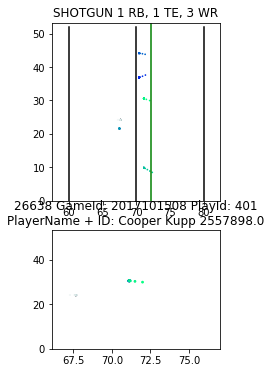 SHOTGUN 1 RB, 1 TE, 3 WR
50
40
30
20
10
0
60 65 70 75 80
26638 GameId: 2017101508 PlayId: 401
PlayerName + ID: Cooper Kupp 2557898.0
40
20
0
67.5 70.0 72.5 75.0